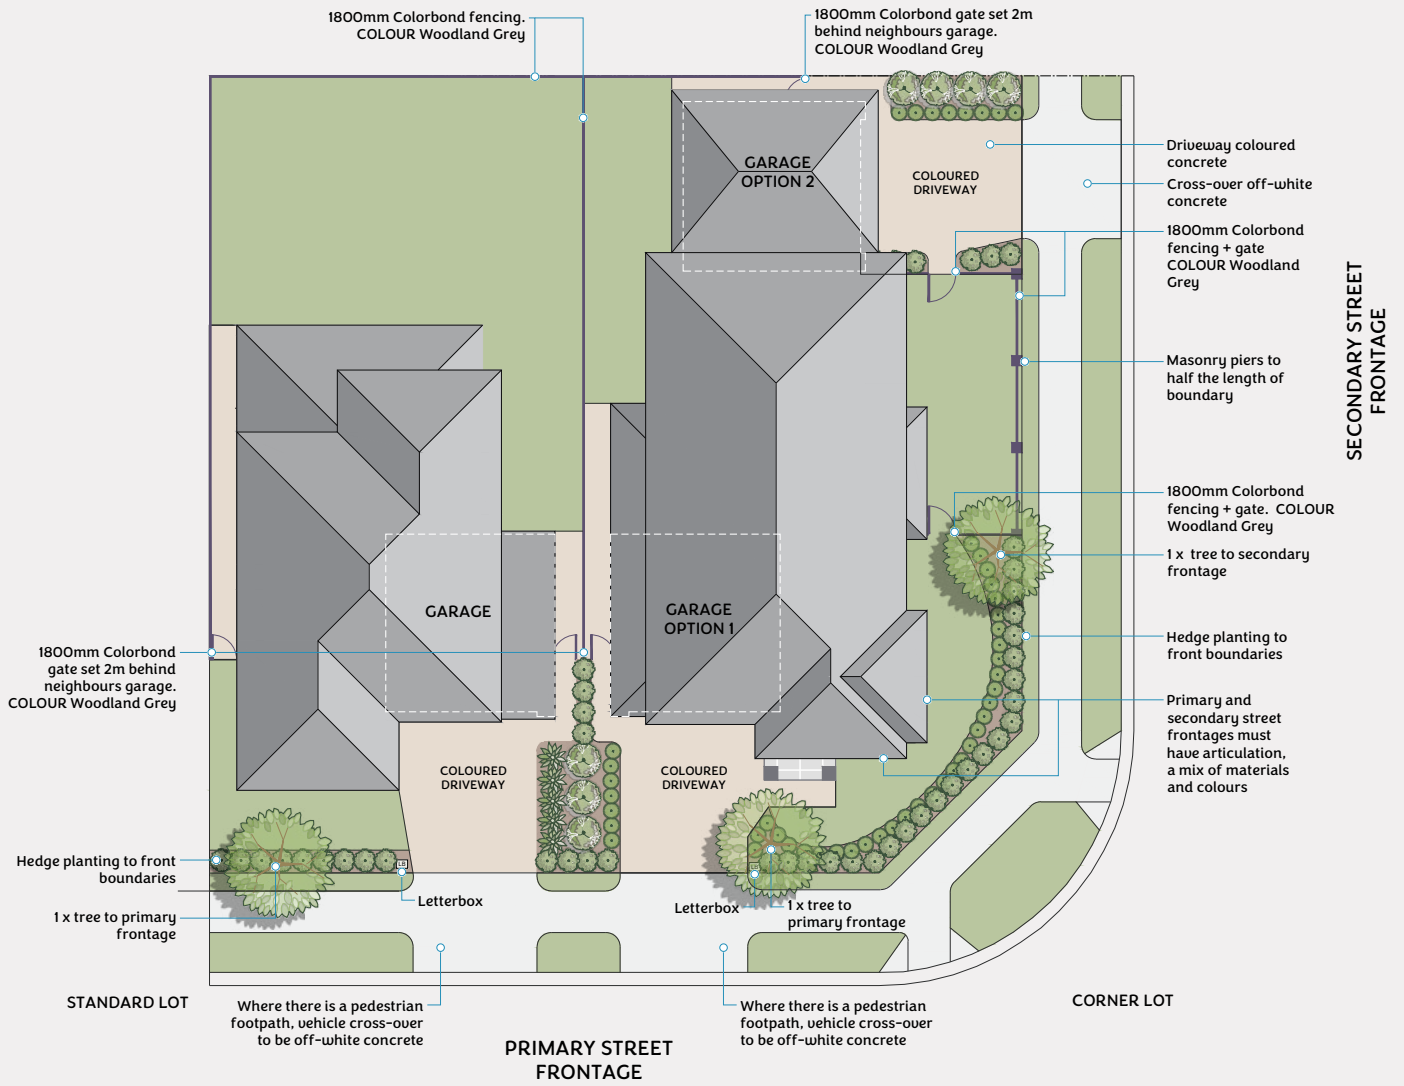 1800mm Colorbond fencing.
COLOUR Woodland Grey
1800mm Colorbond gate set 2m
behind neighbours garage.
COLOUR Woodland Grey
GARAGE
OPTION 2
COLOURED
DRIVEWAY
Driveway coloured
concrete
Cross-over off-white
concrete
1800mm Colorbond
fencing + gate
COLOUR Woodland
Grey
SECONDARY STREET
FRONTAGE
Masonry piers to
half the length of
boundary
1800mm Colorbond
fencing + gate. COLOUR
Woodland Grey
1 x tree to secondary
frontage
GARAGE
GARAGE
OPTION 1
Hedge planting to
front boundaries
1800mm Colorbond
gate set 2m behind
neighbours garage.
COLOUR Woodland Grey
Primary and
secondary street
frontages must
have articulation,
a mix of materials
and colours
COLOURED
DRIVEWAY
COLOURED
DRIVEWAY
Hedge planting to front
boundaries
LB
Letterbox
1 x tree to primary
frontage
Letterbox
1 x tree to
primary frontage
STANDARD LOT
CORNER LOT
Where there is a pedestrian
footpath, vehicle cross-over
to be off-white concrete
Where there is a pedestrian
footpath, vehicle cross-over
to be off-white concrete
PRIMARY STREET
FRONTAGE